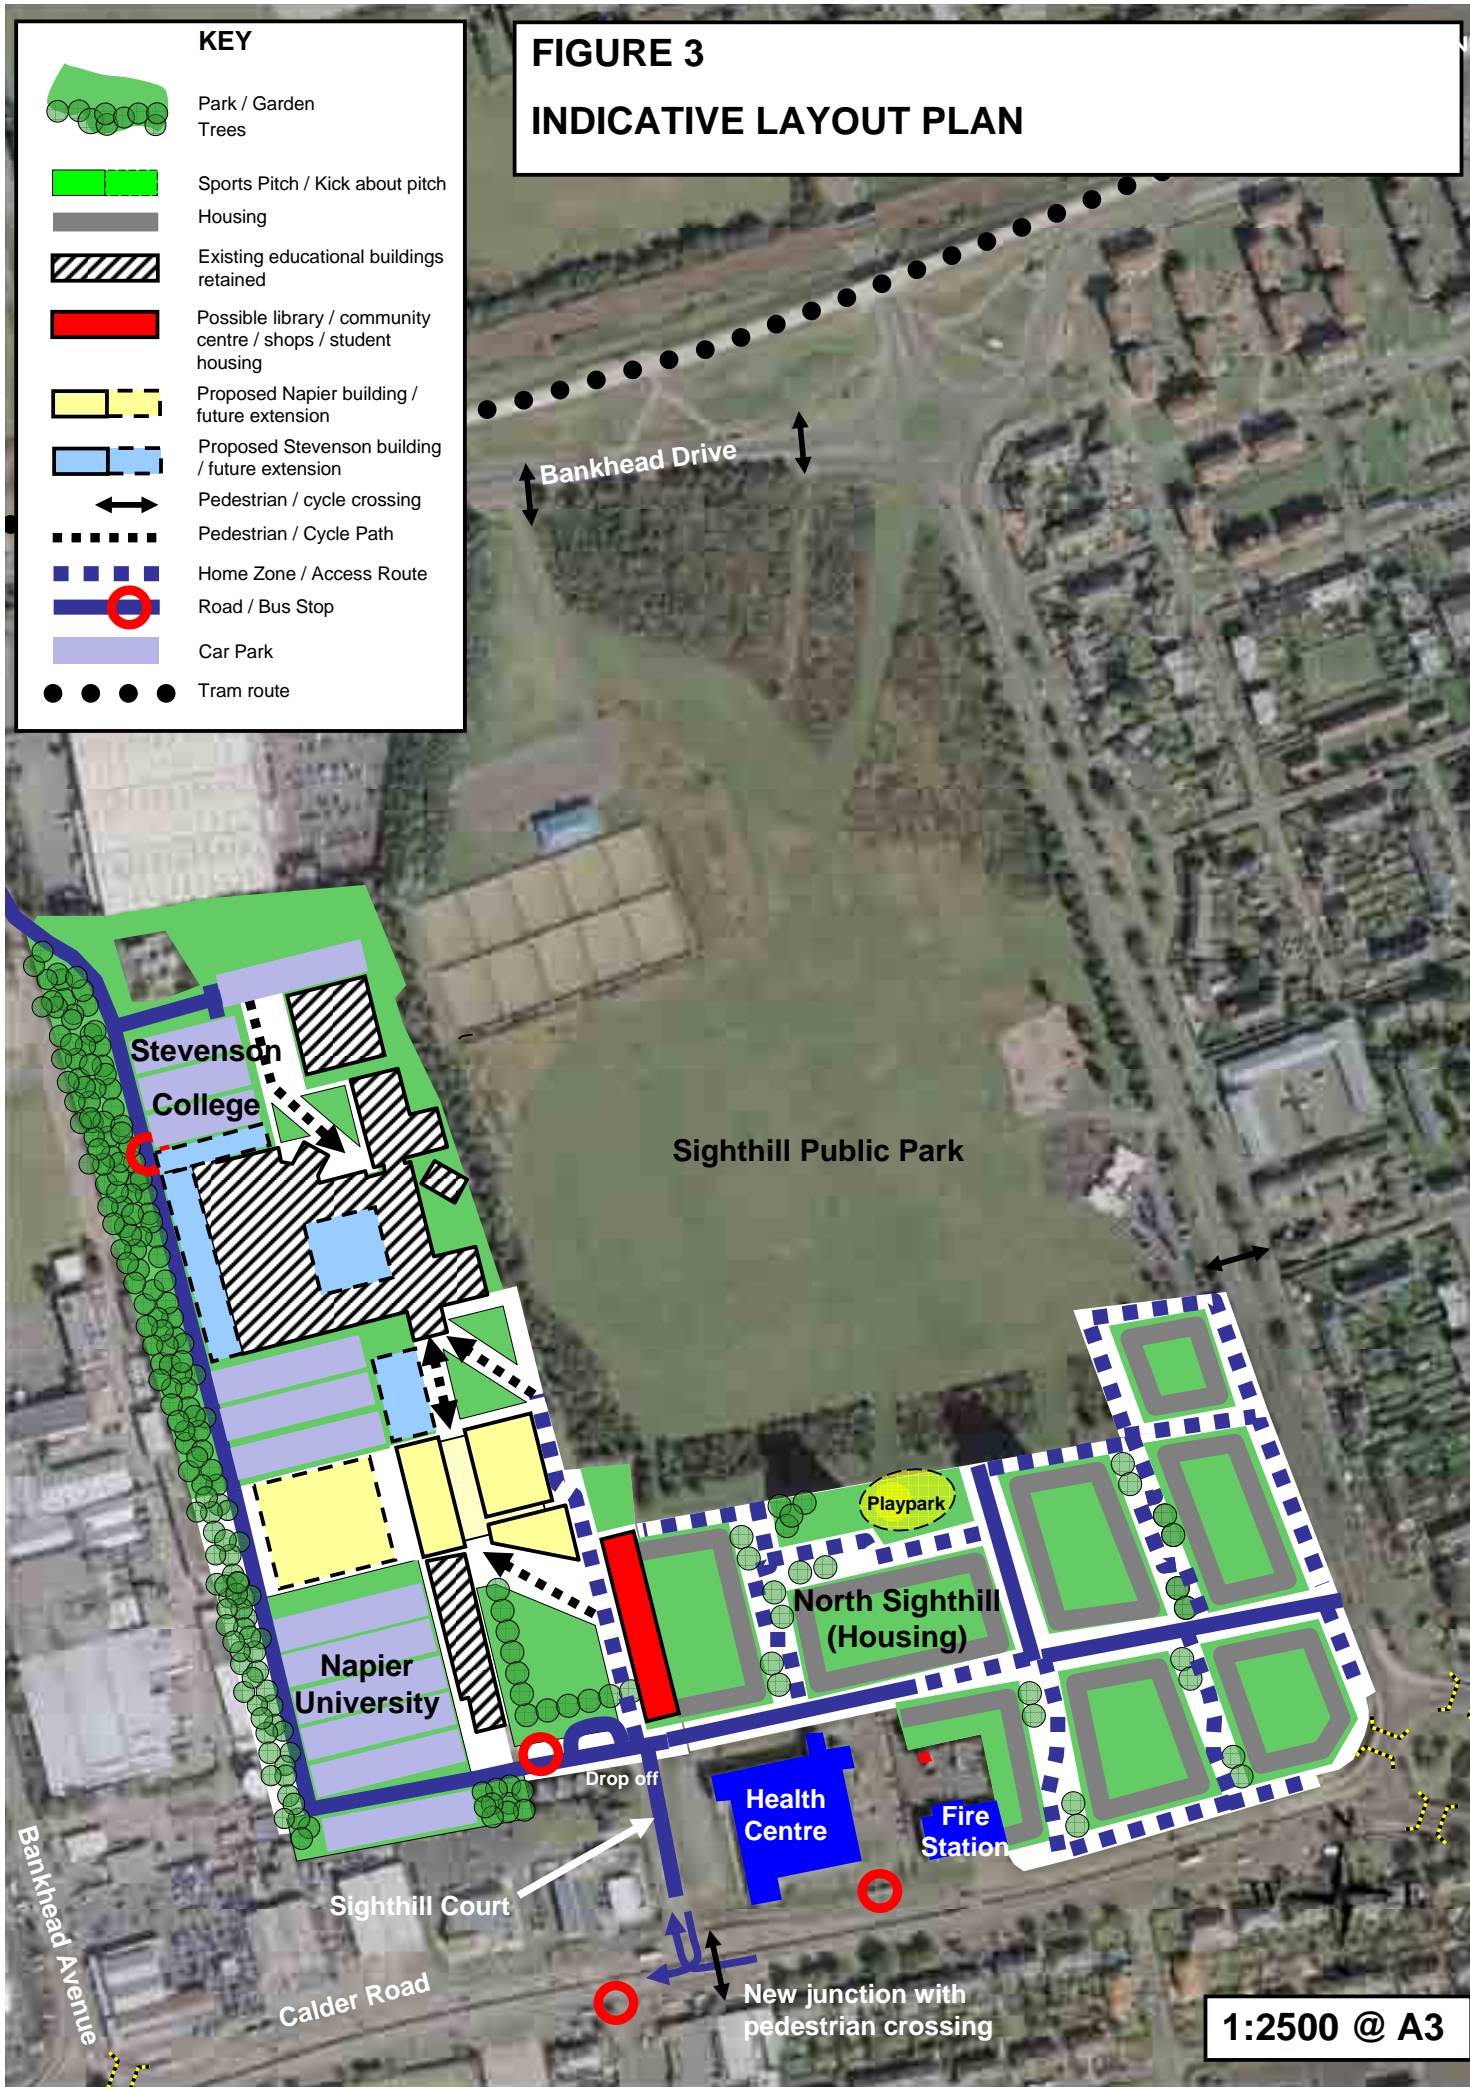 KEY
Park / Garden
Trees
Sports Pitch / Kick about pitch
Housing
Existing educational buildings
retained
Possible library / community
centre / shops / student
housing
Proposed Napier building /
future extension
Proposed Stevenson building
/ future extension
Pedestrian / cycle crossing
Pedestrian / Cycle Path
Home Zone / Access Route
Road / Bus Stop
Car Park
Tram route
FIGURE 3
INDICATIVE LAYOUT PLAN
N
Bankhead Drive
Stevenson
College
Sighthill Public Park
Playpark
North Sighthill
(Housing)
Napier
University
Drop off
Health
Centre
Fire
Station
Sighthill Court
Bankhead Avenue
Calder Road
New junction with
pedestrian crossing
1:2500 @ A3